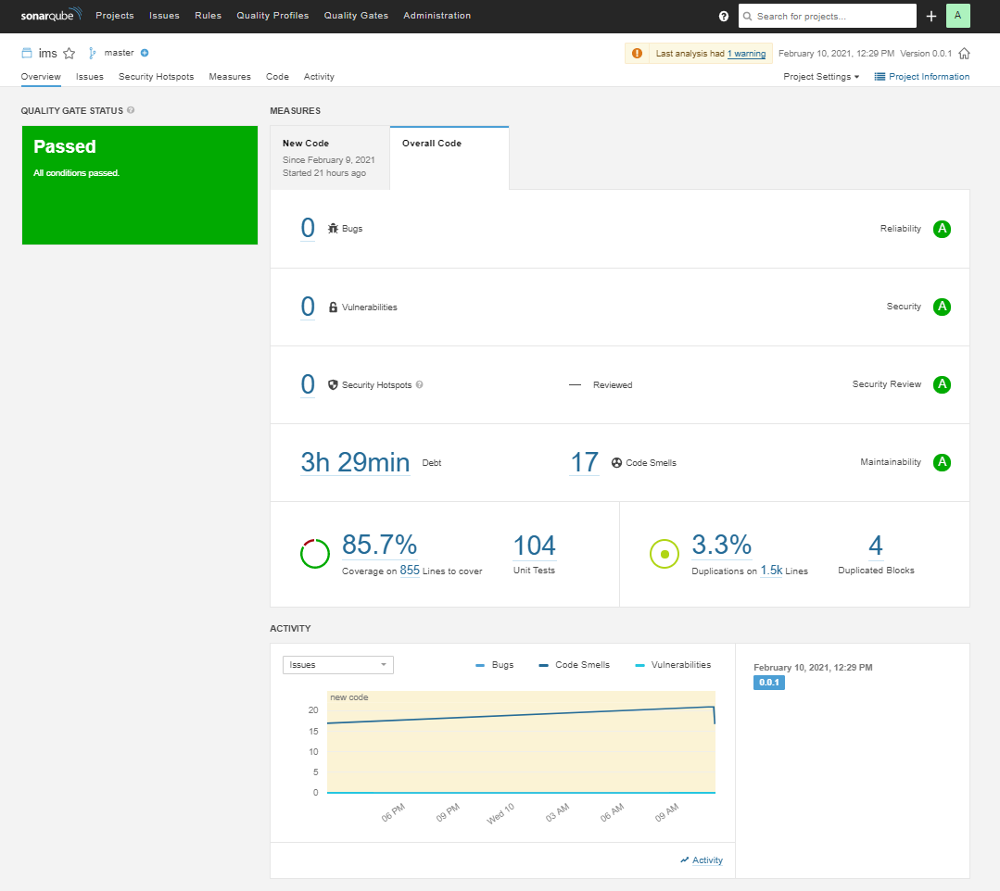 sonarqube Projects Issues Rules Quality Profiles Quality Gates Administration ? Search for projects... + A
ims master Last analysis had 1 warning February 10, 2021, 12:29 PM Version 0.0.1
Overview Issues Security Hotspots Measures Code Activity Project Settings Project Information
QUALITY GATE STATUS ?
Passed
All conditions passed.
MEASURES
New Code
Since February 9, 2021
Started 21 hours ago
Overall Code
0 Bugs Reliability A
0 Vulnerabilities Security A
0 Security Hotspots ? — Reviewed Security Review A
3h 29min Debt 17 Code Smells Maintainability A
85.7%
Coverage on 855 Lines to cover
104
Unit Tests
3.3%
Duplications on 1.5k Lines
4
Duplicated Blocks
ACTIVITY
Issues Bugs Code Smells Vulnerabilities
new code
20
15
10
5
0
06 PM 09 PM Wed 10 03 AM 06 AM 09 AM
Activity
February 10, 2021, 12:29 PM
0.0.1